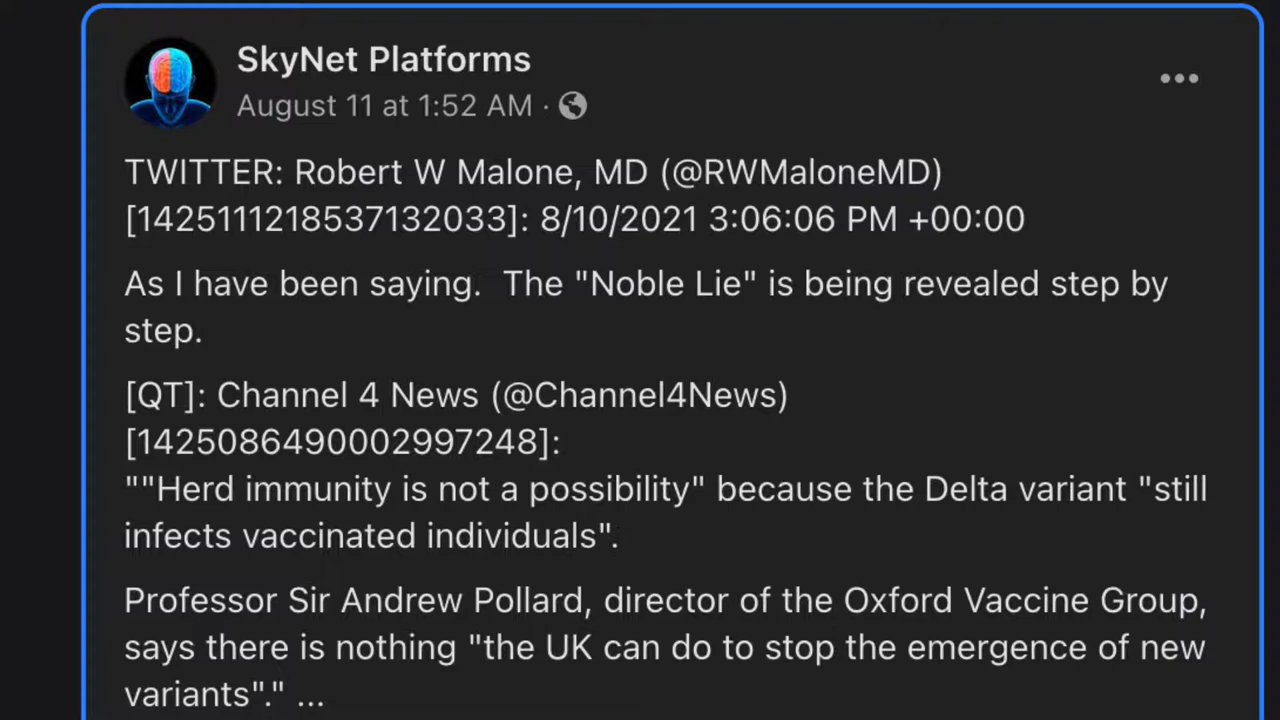 SkyNet Platforms
August 11 at 1:52 AM ·
TWITTER: Robert W Malone, MD (@RWMaloneMD)
[1425111218537132033]: 8/10/2021 3:06:06 PM +00:00
As I have been saying.  The "Noble Lie" is being revealed step by
step.
[QT]: Channel 4 News (@Channel4News)
[1425086490002997248]:
""Herd immunity is not a possibility" because the Delta variant "still
infects vaccinated individuals".
Professor Sir Andrew Pollard, director of the Oxford Vaccine Group,
says there is nothing "the UK can do to stop the emergence of new
variants"." ...